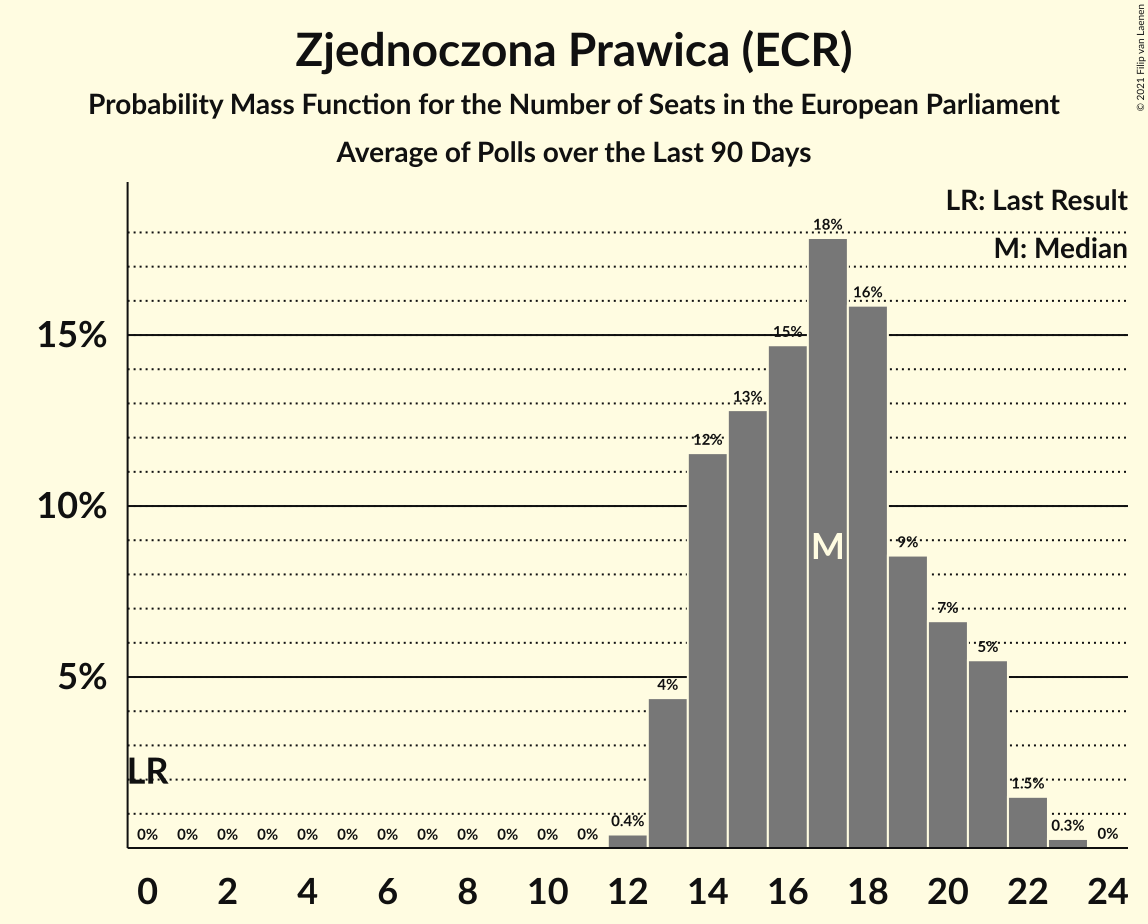 Zjednoczona Prawica (ECR)
Probability Mass Function for the Number of Seats in the European Parliament
Average of Polls over the Last 90 Days
© 2021 Filip van Laenen
LR: Last Result
M: Median
15%
10%
5%
18%
16%
15%
13%
12%
9%
7%
5%
4%
1.5%
0.4%
0.3%
M
LR
0% 0% 0% 0% 0% 0% 0% 0% 0% 0% 0% 0% 0%
0 2 4 6 8 10 12 14 16 18 20 22 24